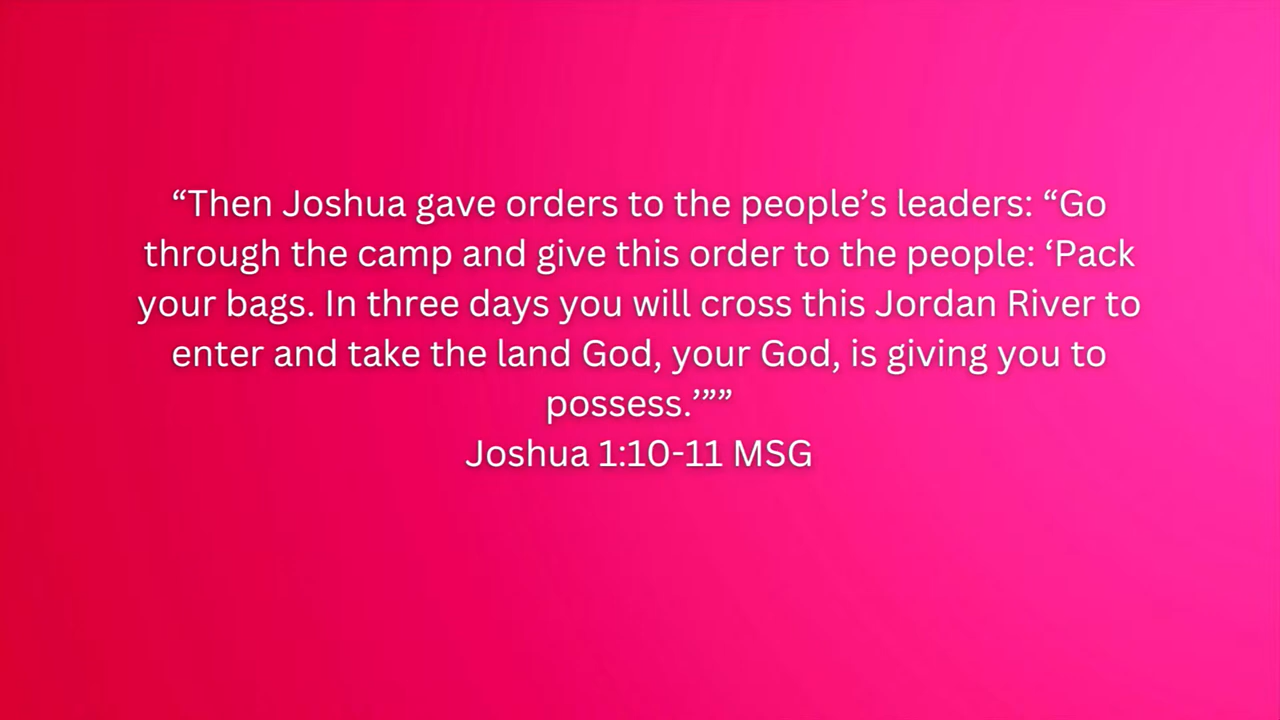 “Then Joshua gave orders to the people’s leaders: “Go
through the camp and give this order to the people: ‘Pack
your bags. In three days you will cross this Jordan River to
enter and take the land God, your God, is giving you to
possess.’””
Joshua 1:10-11 MSG